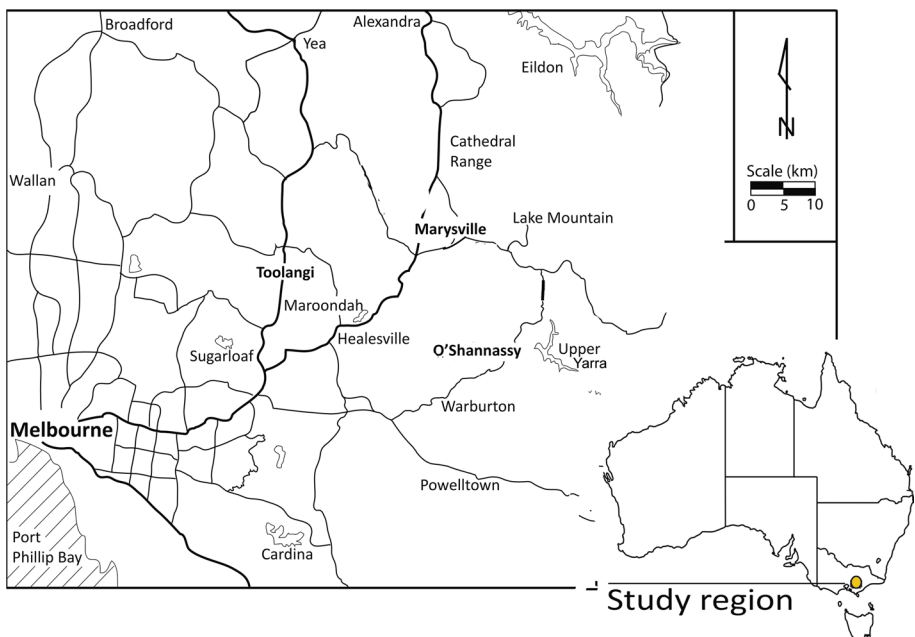 Broadford
Alexandra
Yea
Eildon
N
Cathedral
Range
Scale (km)
0 5 10
Wallan
Lake Mountain
Marysville
Toolangi
Maroondah
Healesville
Sugarloaf
O'Shannassy
Upper
Yarra
Warburton
Melbourne
Powelltown
Port
Phillip Bay
Cardina
Study region